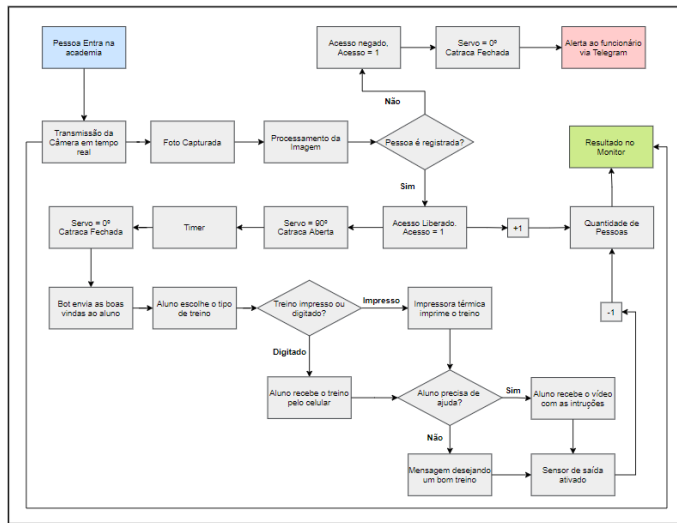 Pessoa Entra na
academia
Acesso negado,
Acesso = 1
Servo = 0º
Catraca Fechada
Alerta ao funcionário
via Telegram
Não
Transmissão da
Câmera em tempo
real
Foto Capturada
Processamento da
Imagem
Pessoa é registrada?
Resultado no
Monitor
Sim
Servo = 0º
Catraca Fechada
Timer
Servo = 90º
Catraca Aberta
Acesso Liberado.
Acesso = 1
+1
Quantidade de
Pessoas
Bot envia as boas
vindas ao aluno
Aluno escolhe o tipo
de treino
Treino impresso ou
digitado?
Impresso
Impressora térmica
imprime o treino
-1
Digitado
Aluno recebe o treino
pelo celular
Aluno precisa de
ajuda?
Sim
Aluno recebe o vídeo
com as intruções
Não
Mensagem desejando
um bom treino
Sensor de saída
ativado